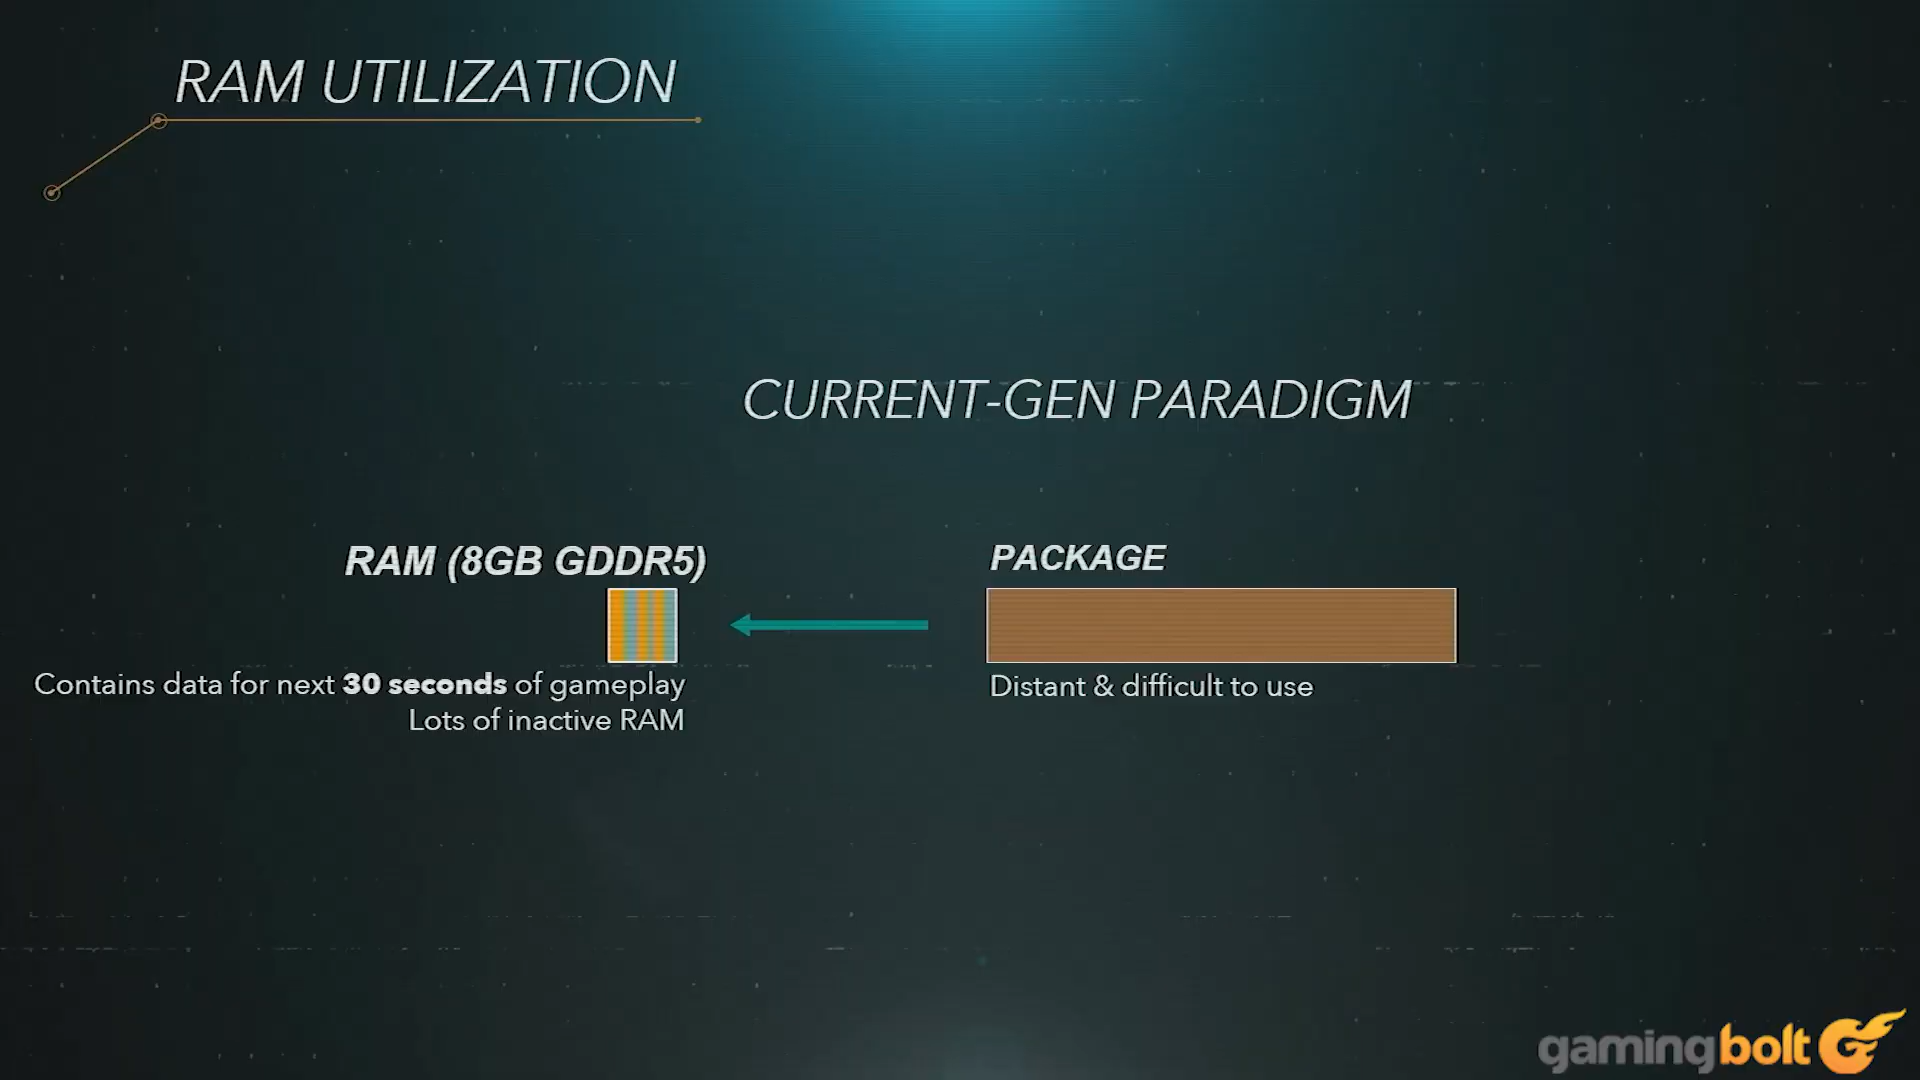 RAM UTILIZATION
CURRENT-GEN PARADIGM
RAM (8GB GDDR5)
Contains data for next 30 seconds of gameplay
Lots of inactive RAM
PACKAGE
Distant & difficult to use
gamingbolt